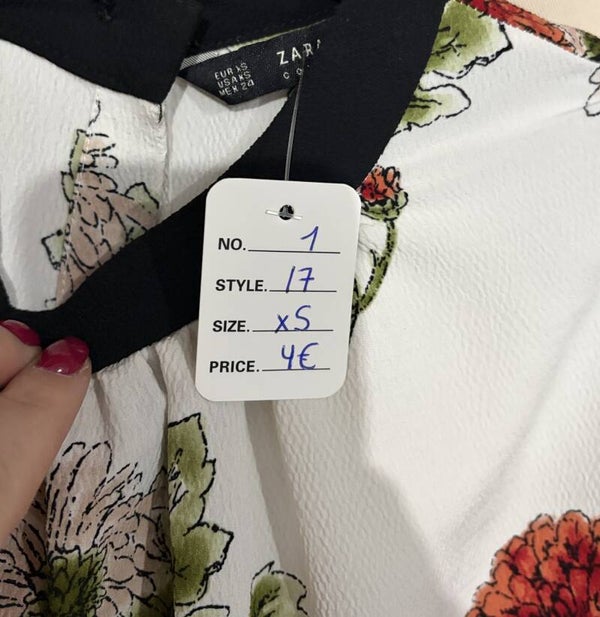 ZARA
EUR XS
USA XS
MEX 24
NO. 1
STYLE. 17
SIZE. XS
PRICE. 4€